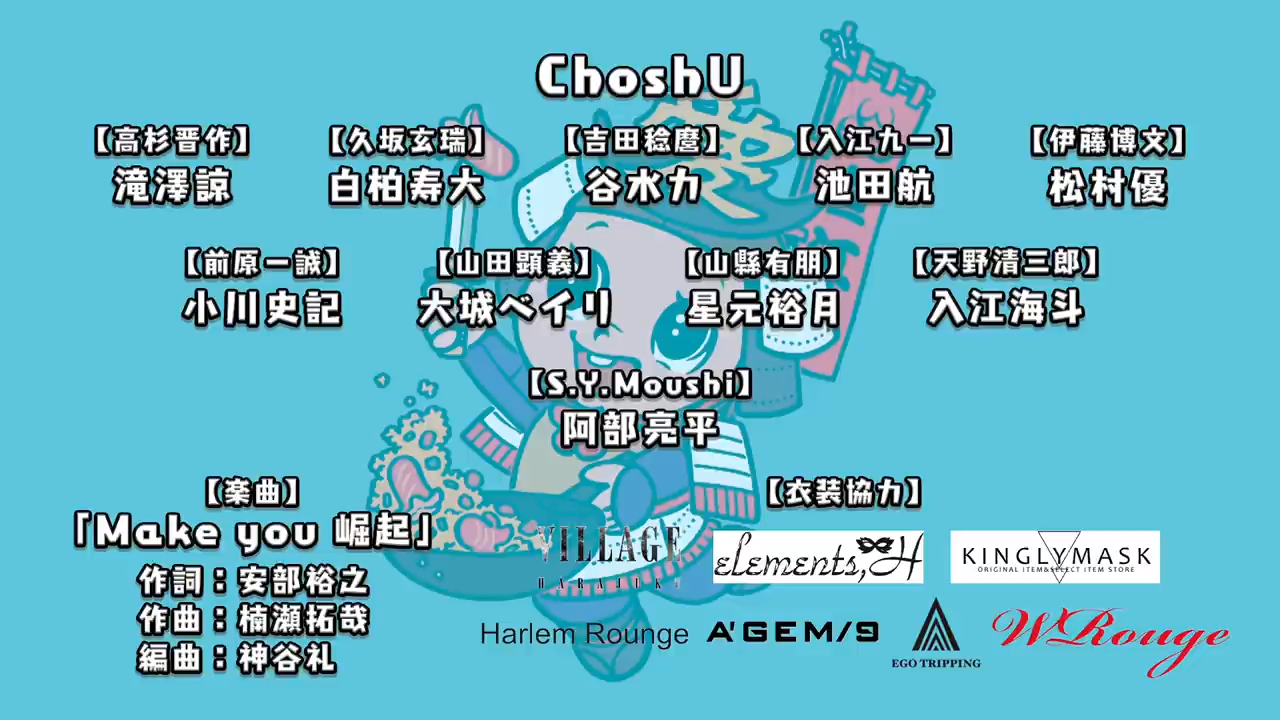 ChoshU
【高杉晋作】 【久坂玄瑞】 【吉田稔麿】 【入江九一】 【伊藤博文】
滝澤諒 白柏寿大 谷水力 池田航 松村優
【前原一誠】 【山田顕義】 【山縣有朋】 【天野清三郎】
小川史記 大城ベイリ 星元裕月 入江海斗
【S.Y.Moushi】
阿部亮平
【楽曲】
「Make you 崛起」
作詞：安部裕之
作曲：楠瀬拓哉
編曲：神谷礼
【衣装協力】
VILLAGE
HARAJUKU
elements,H
KINGLYMASK
ORIGINAL ITEM&SELECT ITEM STORE
Harlem Rounge
A'GEM/9
EGO TRIPPING
WRouge